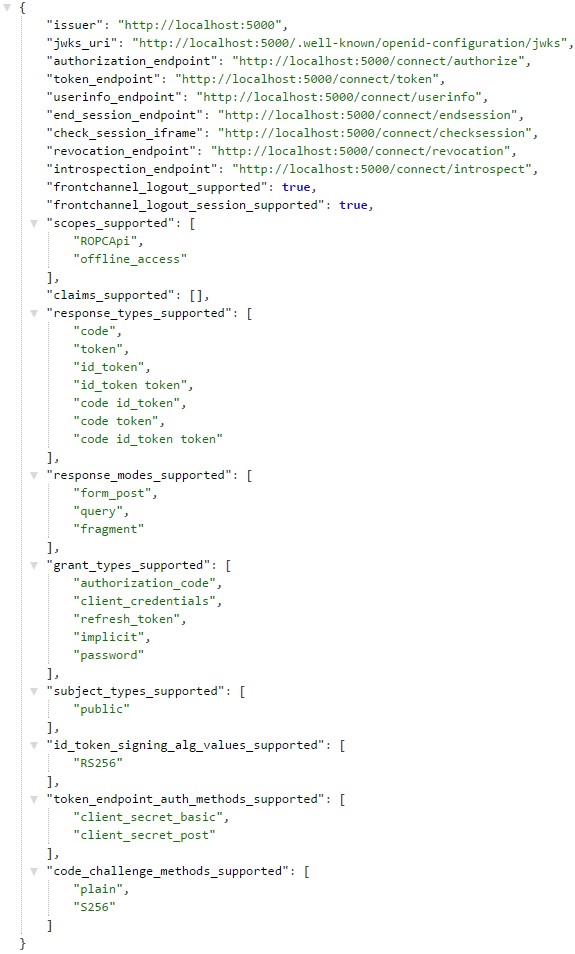 {
"issuer": "http://localhost:5000",
"jwks_uri": "http://localhost:5000/.well-known/openid-configuration/jwks",
"authorization_endpoint": "http://localhost:5000/connect/authorize",
"token_endpoint": "http://localhost:5000/connect/token",
"userinfo_endpoint": "http://localhost:5000/connect/userinfo",
"end_session_endpoint": "http://localhost:5000/connect/endsession",
"check_session_iframe": "http://localhost:5000/connect/checksession",
"revocation_endpoint": "http://localhost:5000/connect/revocation",
"introspection_endpoint": "http://localhost:5000/connect/introspect",
"frontchannel_logout_supported": true,
"frontchannel_logout_session_supported": true,
"scopes_supported": [
"ROPCApi",
"offline_access"
],
"claims_supported": [],
"response_types_supported": [
"code",
"token",
"id_token",
"id_token token",
"code id_token",
"code token",
"code id_token token"
],
"response_modes_supported": [
"form_post",
"query",
"fragment"
],
"grant_types_supported": [
"authorization_code",
"client_credentials",
"refresh_token",
"implicit",
"password"
],
"subject_types_supported": [
"public"
],
"id_token_signing_alg_values_supported": [
"RS256"
],
"token_endpoint_auth_methods_supported": [
"client_secret_basic",
"client_secret_post"
],
"code_challenge_methods_supported": [
"plain",
"S256"
]
}